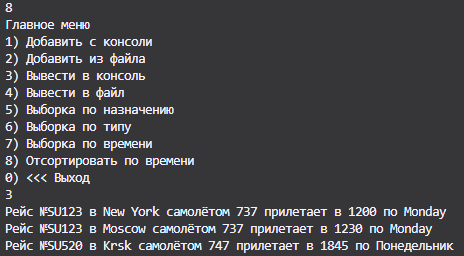 8
Главное меню
1) Добавить с консоли
2) Добавить из файла
3) Вывести в консоль
4) Вывести в файл
5) Выборка по назначению
6) Выборка по типу
7) Выборка по времени
8) Отсортировать по времени
0) <<< Выход
3
Рейс №SU123 в New York самолётом 737 прилетает в 1200 по Monday
Рейс №SU123 в Moscow самолётом 737 прилетает в 1230 по Monday
Рейс №SU520 в Krsk самолётом 747 прилетает в 1845 по Понедельник